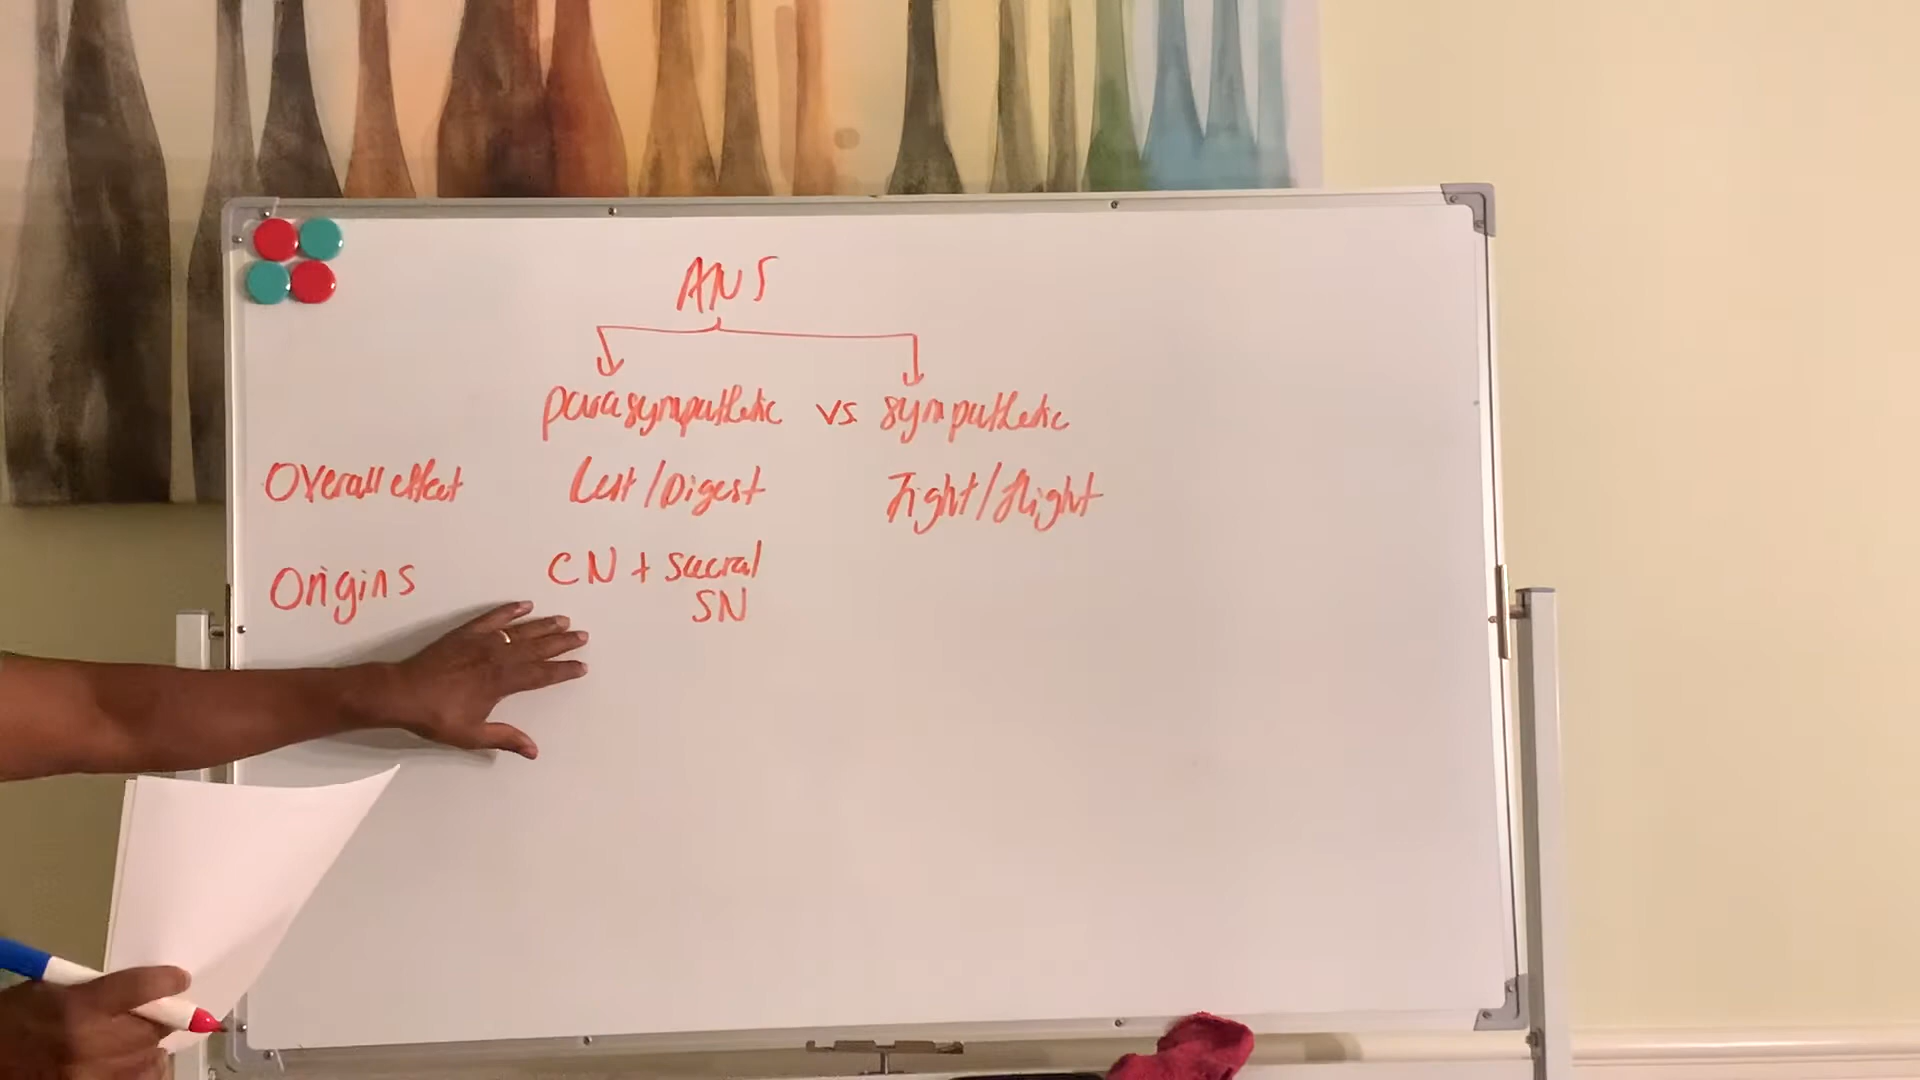 ANS
parasympathetic vs sympathetic
Overall effect Rest/Digest Fight/flight
Origins CN + sacral
SN